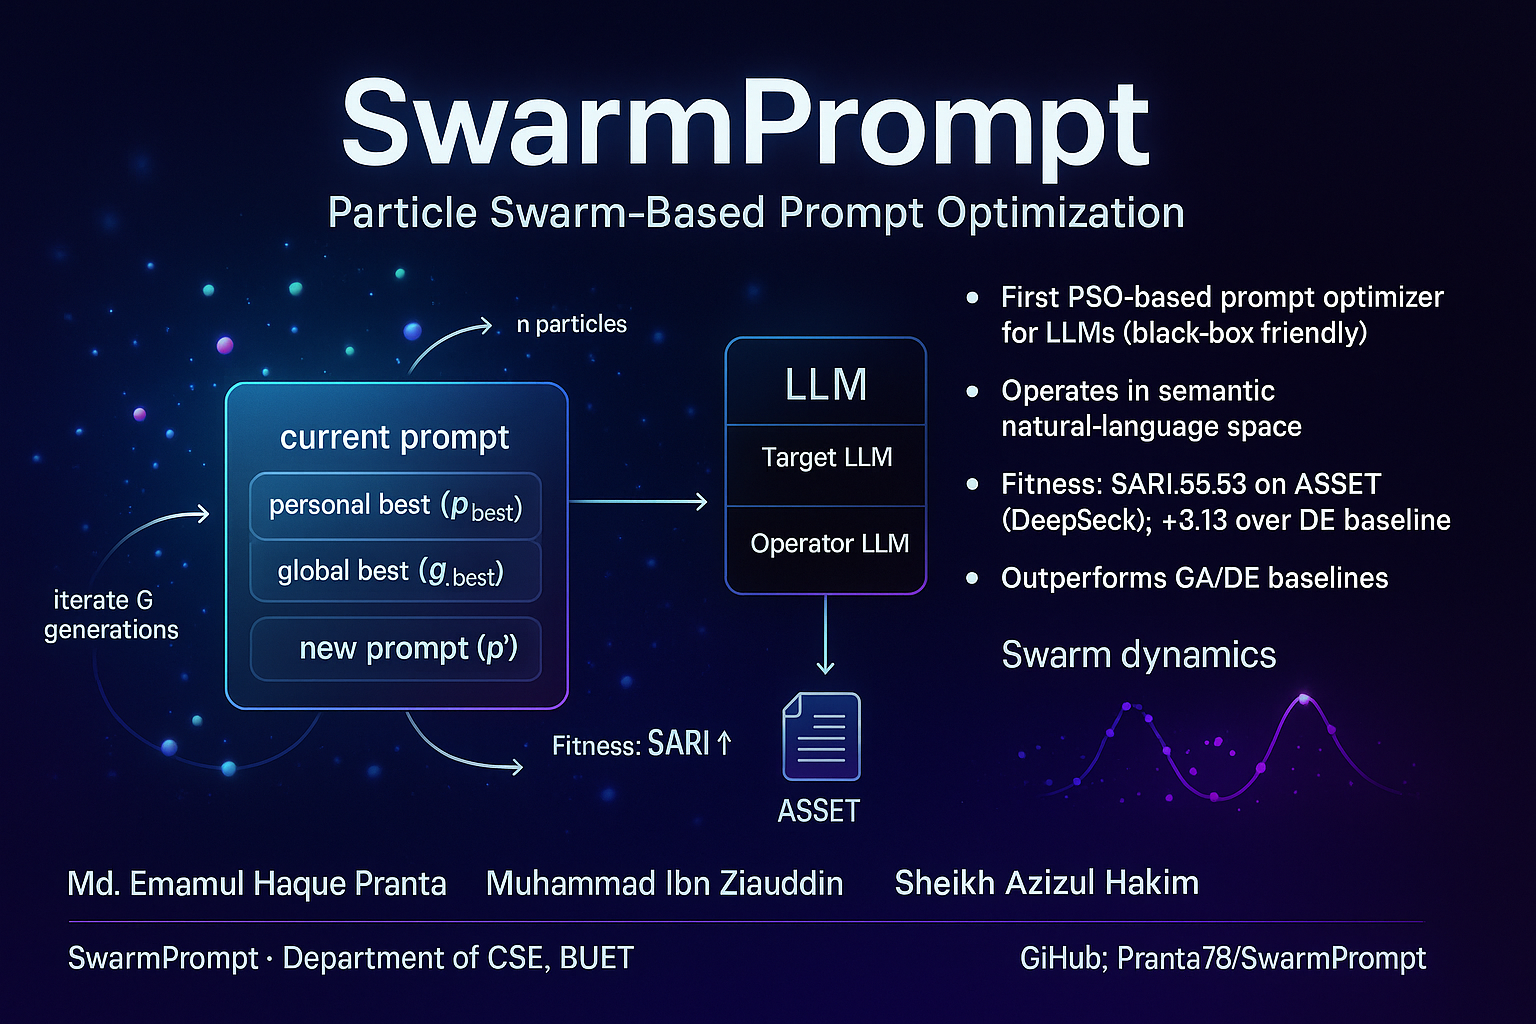 SwarmPrompt
Particle Swarm-Based Prompt Optimization
n particles
current prompt
personal best (pbest)
global best (g.best)
new prompt (p’)
iterate G
generations
Fitness: SARI ↑
LLM
Target LLM
Operator LLM
ASSET
• First PSO-based prompt optimizer
for LLMs (black-box friendly)
• Operates in semantic
natural-language space
• Fitness: SARI.55.53 on ASSET
(DeepSeck); +3.13 over DE baseline
• Outperforms GA/DE baselines
Swarm dynamics
Md. Emamul Haque Pranta Muhammad Ibn Ziauddin Sheikh Azizul Hakim
SwarmPrompt · Department of CSE, BUET
GiHub; Pranta78/SwarmPrompt